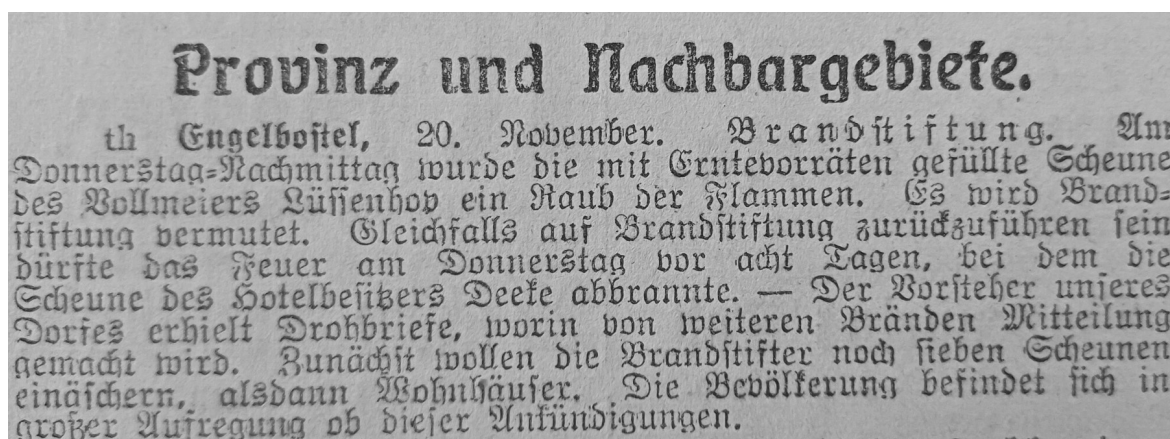 Provinz und Nachbargebiete.
th Engelbostel, 20. November. Brandstiftung. Am
Donnerstag=Nachmittag wurde die mit Erntevorräten gefüllte Scheune
des Vollmeiers Lüssenhop ein Raub der Flammen. Es wird Brand=
stiftung vermutet. Gleichfalls auf Brandstiftung zurückzuführen sein
dürfte das Feuer am Donnerstag vor acht Tagen, bei dem die
Scheune des Hotelbesitzers Deeke abbrannte. — Der Vorsteher unseres
Dorfes erhielt Drohbriefe, worin von weiteren Bränden Mitteilung
gemacht wird. Zunächst wollen die Brandstifter noch sieben Scheunen
einäschern, alsdann Wohnhäuser. Die Bevölkerung befindet sich in
großer Aufregung ob dieser Ankündigungen.